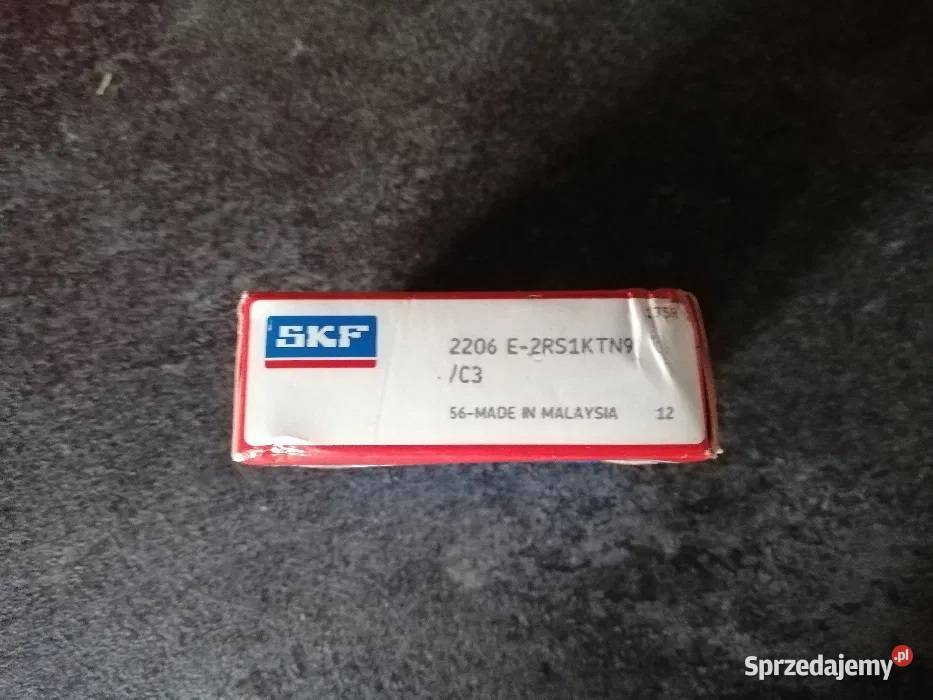 SKF
2206 E-2RS1KTN9
/C3
56-MADE IN MALAYSIA 12
Sprzedajemy.pl